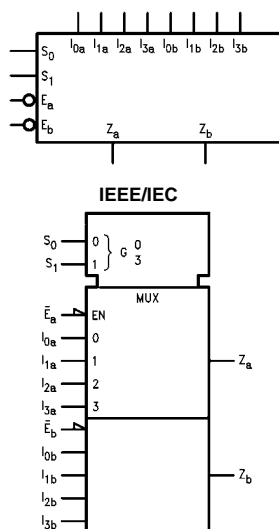 I0a I1a I2a I3a I0b I1b I2b I3b
S0
S1
Ea
Eb
Za Zb
IEEE/IEC
S0 0 G 0
S1 1 3
MUX
Ēa EN
I0a 0
I1a 1 Za
I2a 2
I3a 3
Ēb
I0b
I1b Zb
I2b
I3b